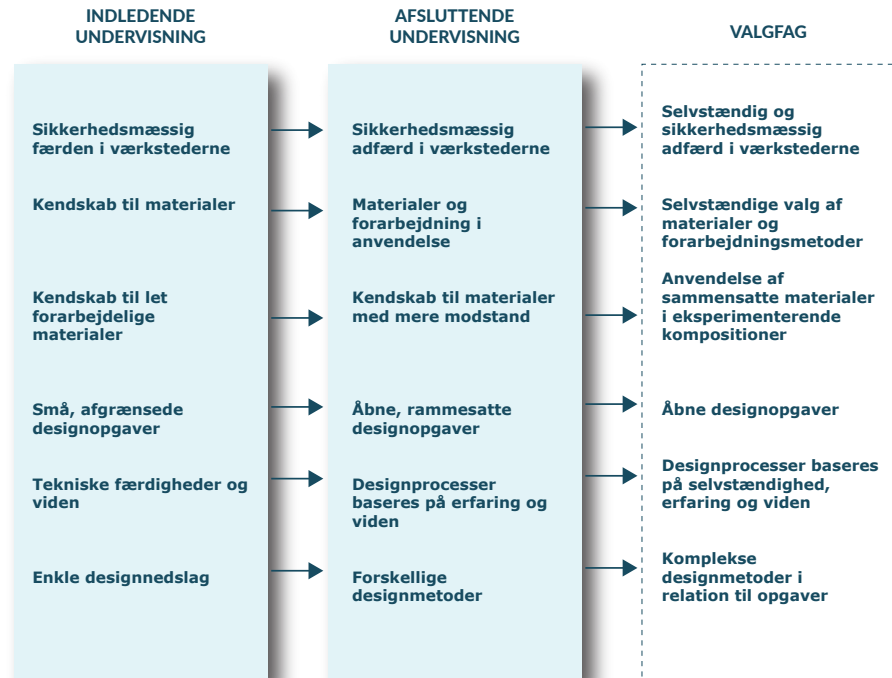 INDLEDENDE
UNDERVISNING
AFSLUTTENDE
UNDERVISNING
VALGFAG
Sikkerhedsmæssig
færden i værkstederne
Sikkerhedsmæssig
adfærd i værkstederne
Selvstændig og
sikkerhedsmæssig
adfærd i værkstederne
Kendskab til materialer
Materialer og
forarbejdning i
anvendelse
Selvstændige valg af
materialer og
forarbejdningsmetoder
Kendskab til let
forarbejdelige
materialer
Kendskab til materialer
med mere modstand
Anvendelse af
sammensatte materialer
i eksperimenterende
kompositioner
Små, afgrænsede
designopgaver
Åbne, rammesatte
designopgaver
Åbne designopgaver
Tekniske færdigheder og
viden
Designprocesser
baseres på erfaring og
viden
Designprocesser baseres
på selvstændighed,
erfaring og viden
Enkle designnedslag
Forskellige
designmetoder
Komplekse
designmetoder i
relation til opgaver